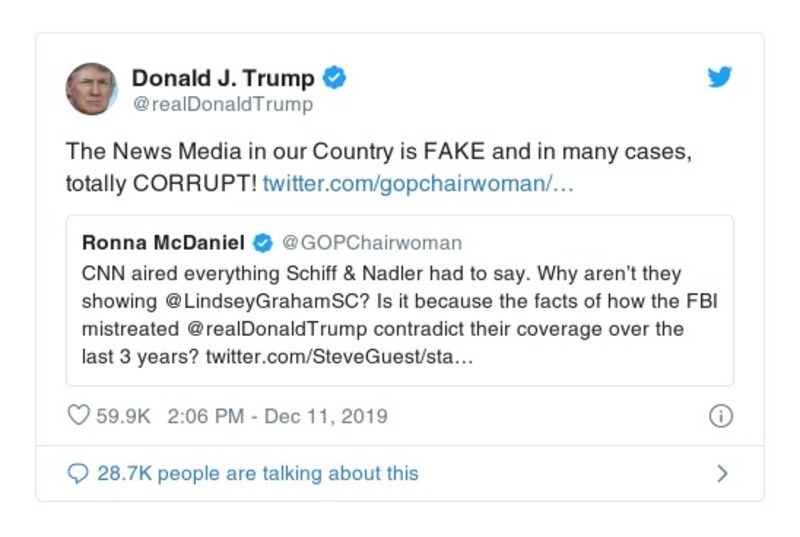 Donald J. Trump
@realDonaldTrump
The News Media in our Country is FAKE and in many cases,
totally CORRUPT! twitter.com/gopchairwoman/…
Ronna McDaniel @GOPChairwoman
CNN aired everything Schiff & Nadler had to say. Why aren’t they
showing @LindseyGrahamSC? Is it because the facts of how the FBI
mistreated @realDonaldTrump contradict their coverage over the
last 3 years? twitter.com/SteveGuest/sta…
59.9K 2:06 PM - Dec 11, 2019
28.7K people are talking about this